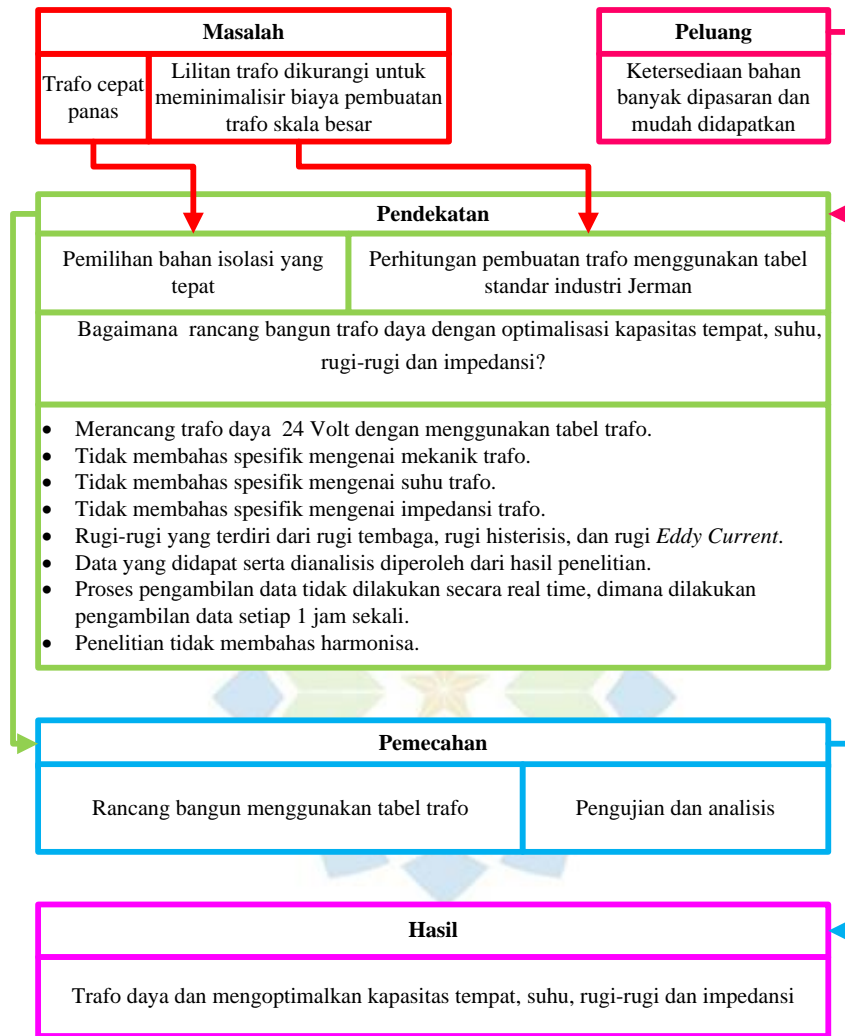 Masalah
Trafo cepat
panas
Lilitan trafo dikurangi untuk
meminimalisir biaya pembuatan
trafo skala besar
Peluang
Ketersediaan bahan
banyak dipasaran dan
mudah didapatkan
Pendekatan
Pemilihan bahan isolasi yang
tepat
Perhitungan pembuatan trafo menggunakan tabel
standar industri Jerman
Bagaimana rancang bangun trafo daya dengan optimalisasi kapasitas tempat, suhu,
rugi-rugi dan impedansi?
• Merancang trafo daya 24 Volt dengan menggunakan tabel trafo.
• Tidak membahas spesifik mengenai mekanik trafo.
• Tidak membahas spesifik mengenai suhu trafo.
• Tidak membahas spesifik mengenai impedansi trafo.
• Rugi-rugi yang terdiri dari rugi tembaga, rugi histerisis, dan rugi Eddy Current.
• Data yang didapat serta dianalisis diperoleh dari hasil penelitian.
• Proses pengambilan data tidak dilakukan secara real time, dimana dilakukan
pengambilan data setiap 1 jam sekali.
• Penelitian tidak membahas harmonisa.
Pemecahan
Rancang bangun menggunakan tabel trafo
Pengujian dan analisis
Hasil
Trafo daya dan mengoptimalkan kapasitas tempat, suhu, rugi-rugi dan impedansi